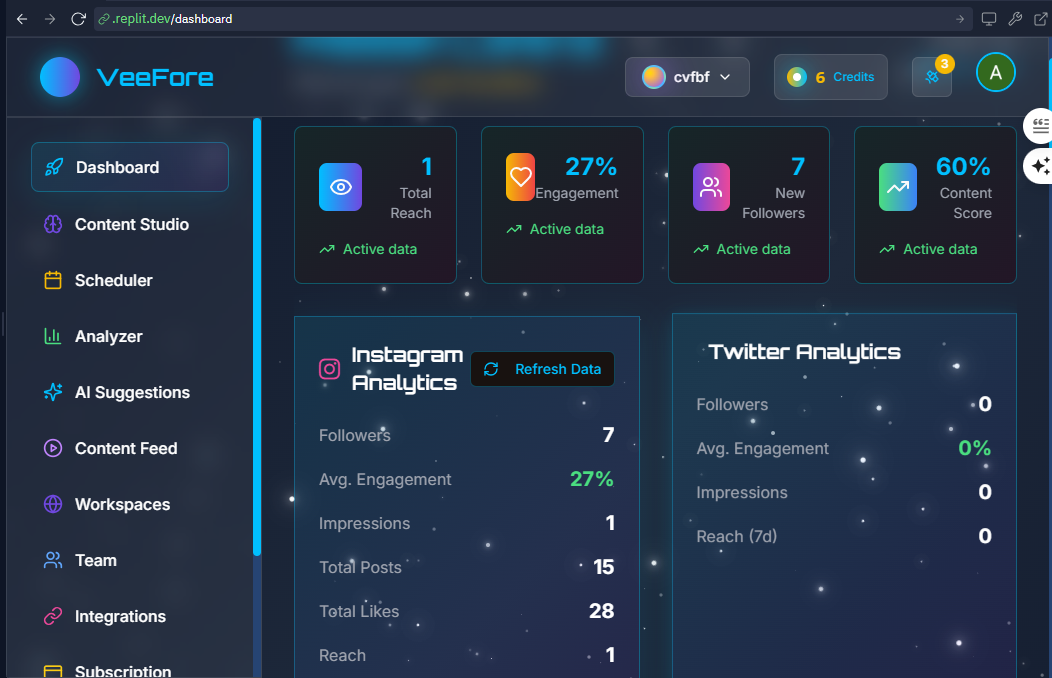 .replit.dev/dashboard
VeeFore
cvfbf
6 Credits
3
A
Dashboard
Content Studio
Scheduler
Analyzer
AI Suggestions
Content Feed
Workspaces
Team
Integrations
Subscription
1
Total
Reach
Active data
27%
Engagement
Active data
7
New
Followers
Active data
60%
Content
Score
Active data
Instagram
Analytics
Refresh Data
Followers 7
Avg. Engagement 27%
Impressions 1
Total Posts 15
Total Likes 28
Reach 1
Twitter Analytics
Followers 0
Avg. Engagement 0%
Impressions 0
Reach (7d) 0